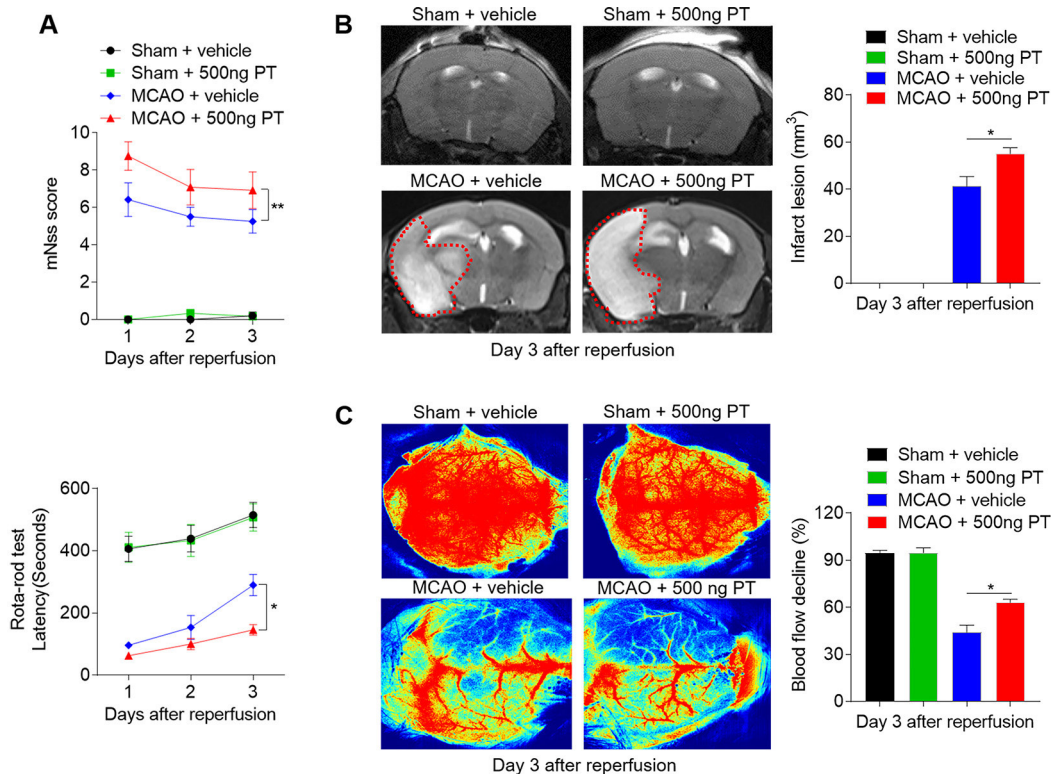 A
Sham + vehicle
Sham + 500ng PT
MCAO + vehicle
MCAO + 500ng PT
mNss score
10
8
6
4
2
0
**
1 2 3
Days after reperfusion
Rota-rod test
Latency(Seconds)
600
400
200
0
*
1 2 3
Days after reperfusion
B
Sham + vehicle
Sham + 500ng PT
MCAO + vehicle
MCAO + 500ng PT
Day 3 after reperfusion
Sham + vehicle
Sham + 500ng PT
MCAO + vehicle
MCAO + 500ng PT
Infarct lesion (mm³)
80
60
40
20
0
*
Day 3 after reperfusion
C
Sham + vehicle
Sham + 500ng PT
MCAO + vehicle
MCAO + 500 ng PT
Day 3 after reperfusion
Sham + vehicle
Sham + 500ng PT
MCAO + vehicle
MCAO + 500ng PT
Blood flow decline (%)
120
90
60
30
0
*
Day 3 after reperfusion